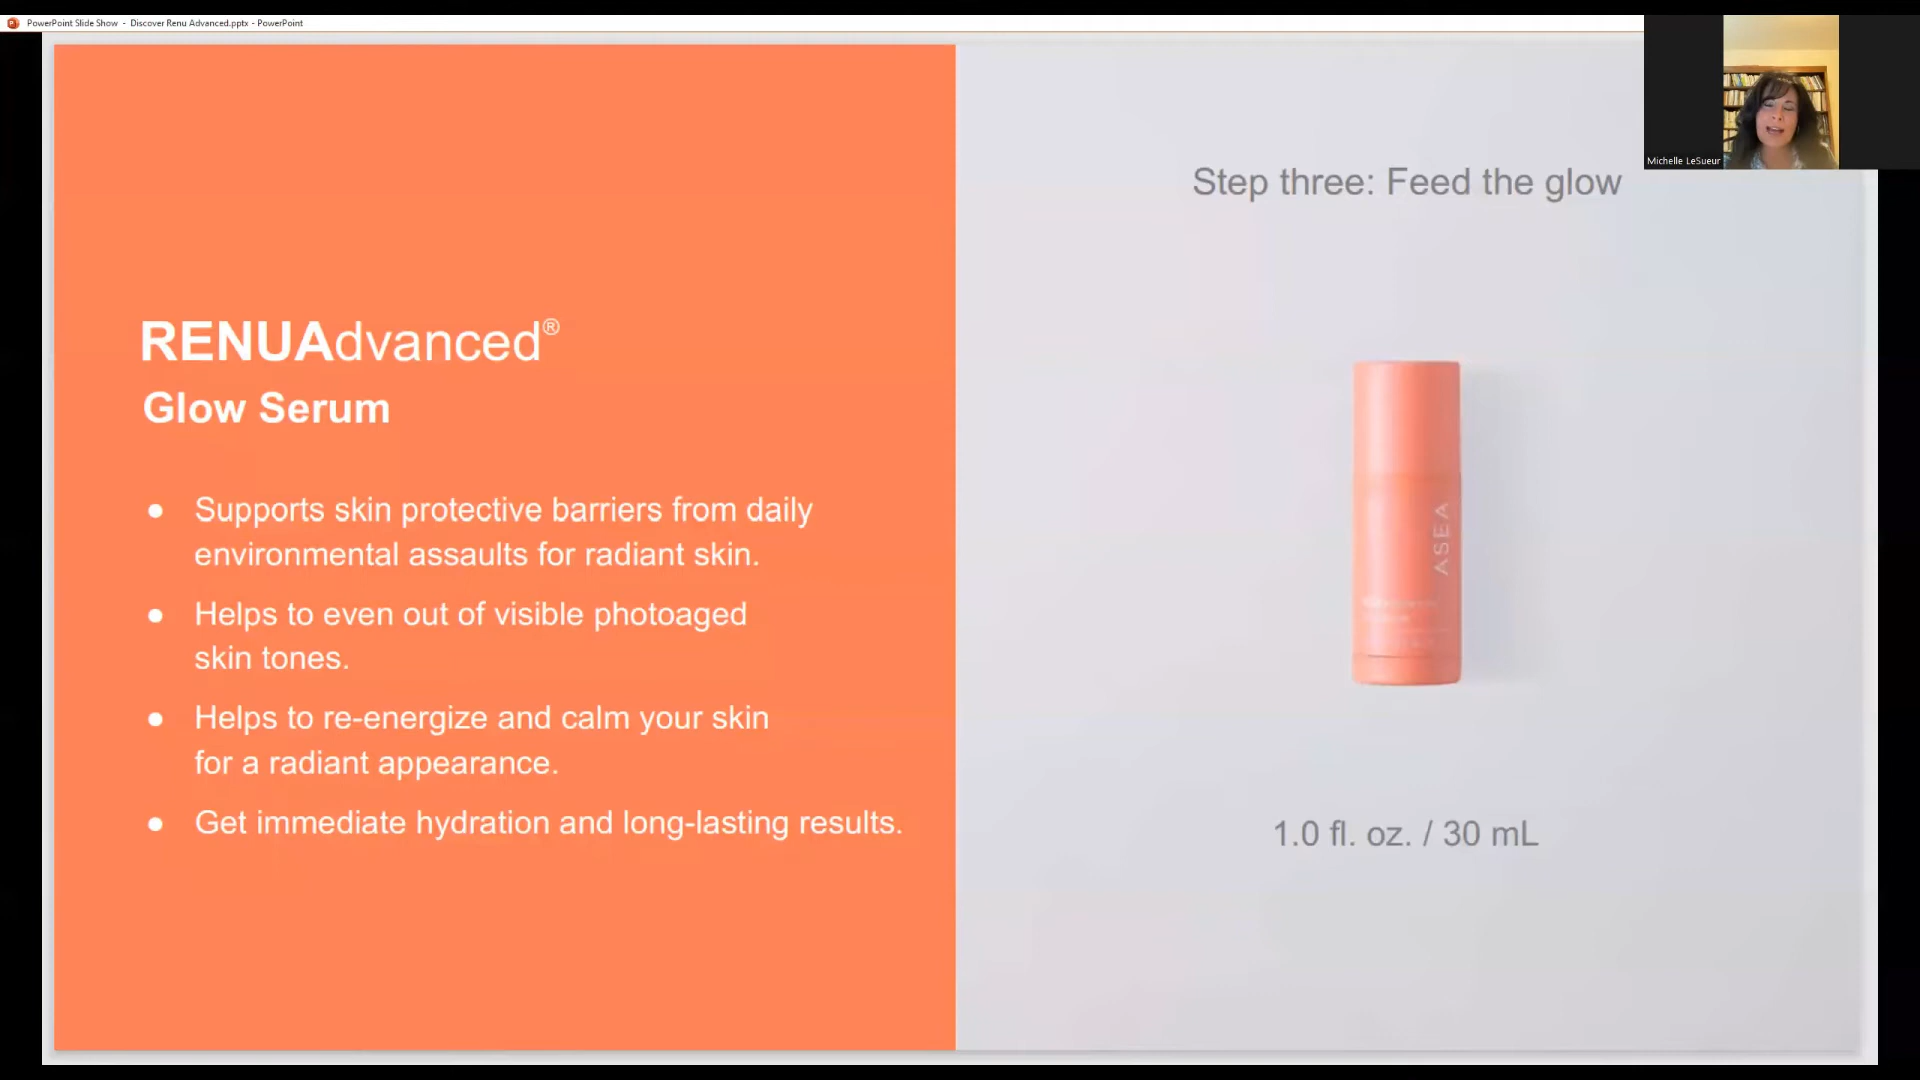 PowerPoint Slide Show - Discover Renu Advanced.pptx - PowerPoint
Michelle LeSueur
Step three: Feed the glow
RENUAdvanced®
Glow Serum
● Supports skin protective barriers from daily
environmental assaults for radiant skin.
● Helps to even out of visible photoaged
skin tones.
● Helps to re-energize and calm your skin
for a radiant appearance.
● Get immediate hydration and long-lasting results.
ASEA
1.0 fl. oz. / 30 mL